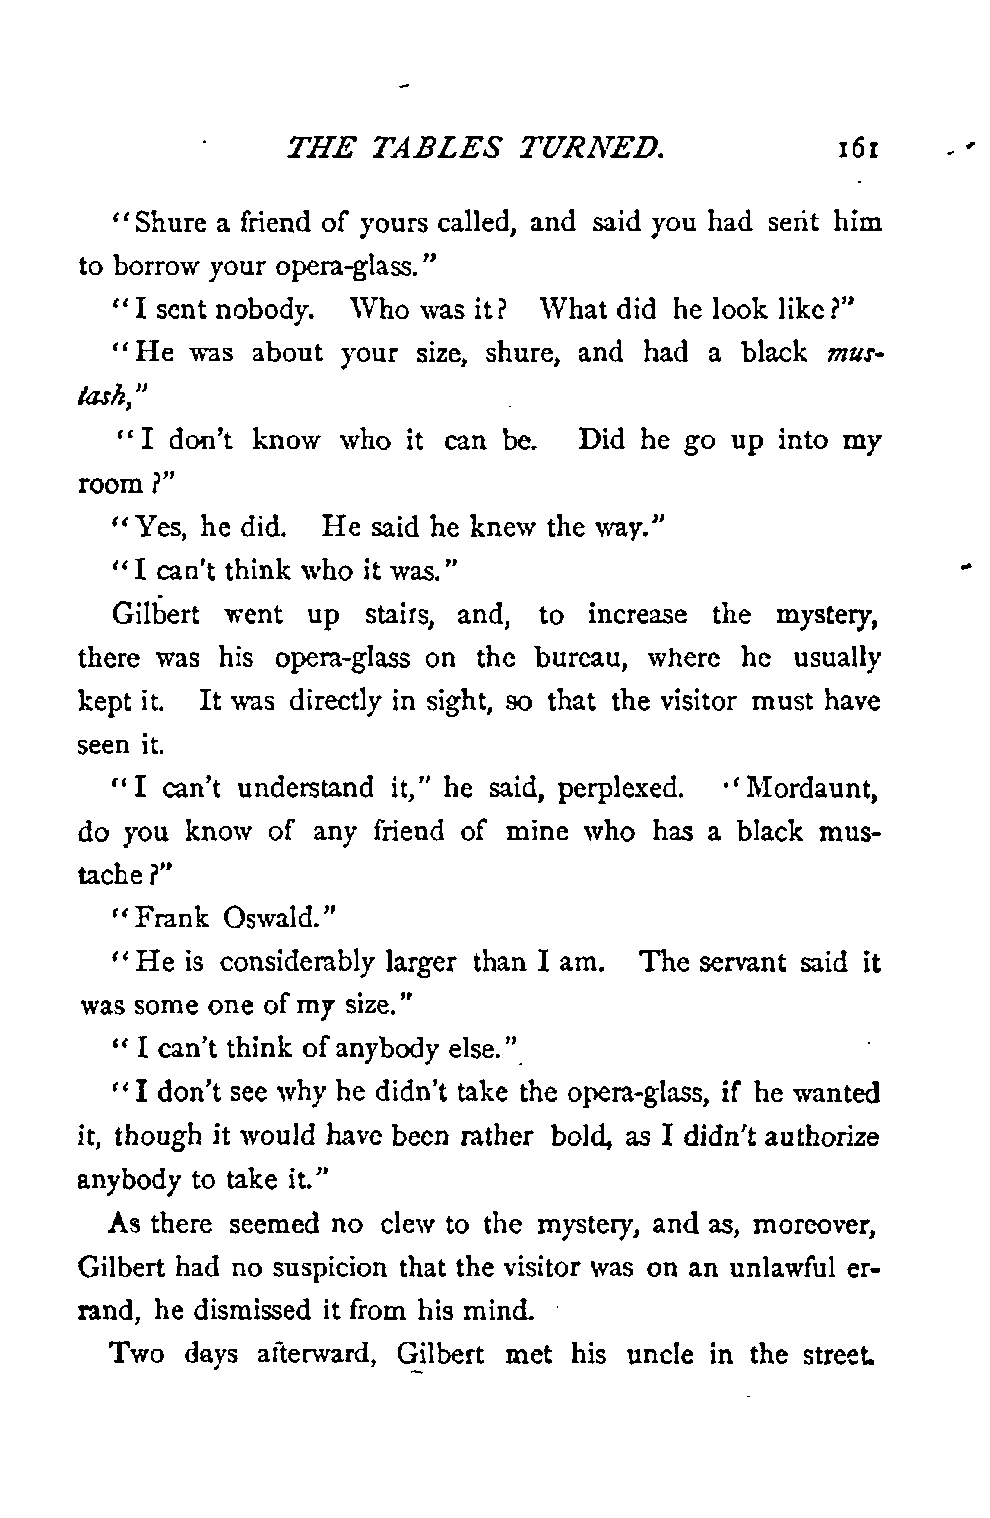 THE TABLES TURNED. 161
"Shure a friend of yours called, and said you had sent him
to borrow your opera-glass."
"I sent nobody. Who was it? What did he look like?"
"He was about your size, shure, and had a black mus-
tash,"
"I don't know who it can be. Did he go up into my
room?"
"Yes, he did. He said he knew the way."
"I can't think who it was."
Gilbert went up stairs, and, to increase the mystery,
there was his opera-glass on the bureau, where he usually
kept it. It was directly in sight, so that the visitor must have
seen it.
"I can't understand it," he said, perplexed. "Mordaunt,
do you know of any friend of mine who has a black mus-
tache?"
"Frank Oswald."
"He is considerably larger than I am. The servant said it
was some one of my size."
"I can't think of anybody else."
"I don't see why he didn't take the opera-glass, if he wanted
it, though it would have been rather bold, as I didn't authorize
anybody to take it."
As there seemed no clew to the mystery, and as, moreover,
Gilbert had no suspicion that the visitor was on an unlawful er-
rand, he dismissed it from his mind.
Two days afterward, Gilbert met his uncle in the street.